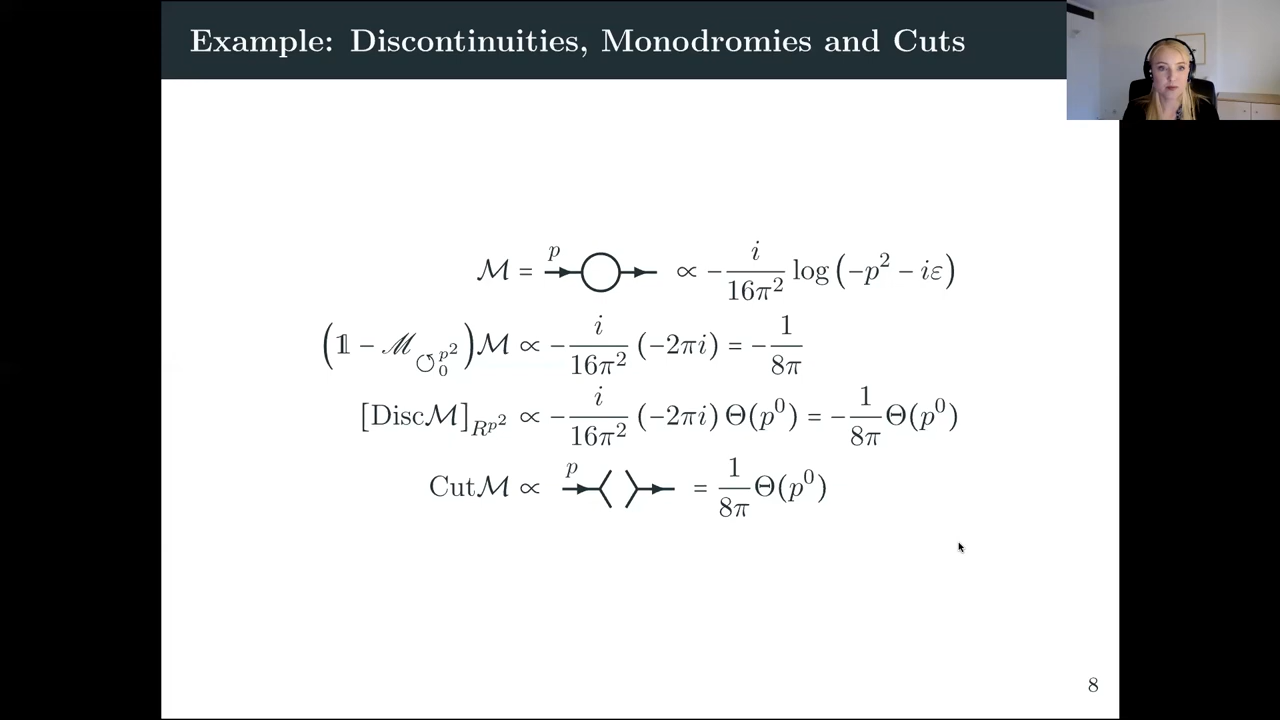 Example: Discontinuities, Monodromies and Cuts
ℳ = p ∝ −i/(16π²) log(−p² − iε)
(𝟙 − ℳ_{↺₀^{p²}})ℳ ∝ −i/(16π²) (−2πi) = −1/(8π)
[Discℳ]_{R^{p²}} ∝ −i/(16π²) (−2πi) Θ(p⁰) = −1/(8π) Θ(p⁰)
Cutℳ ∝ p = 1/(8π) Θ(p⁰)
8